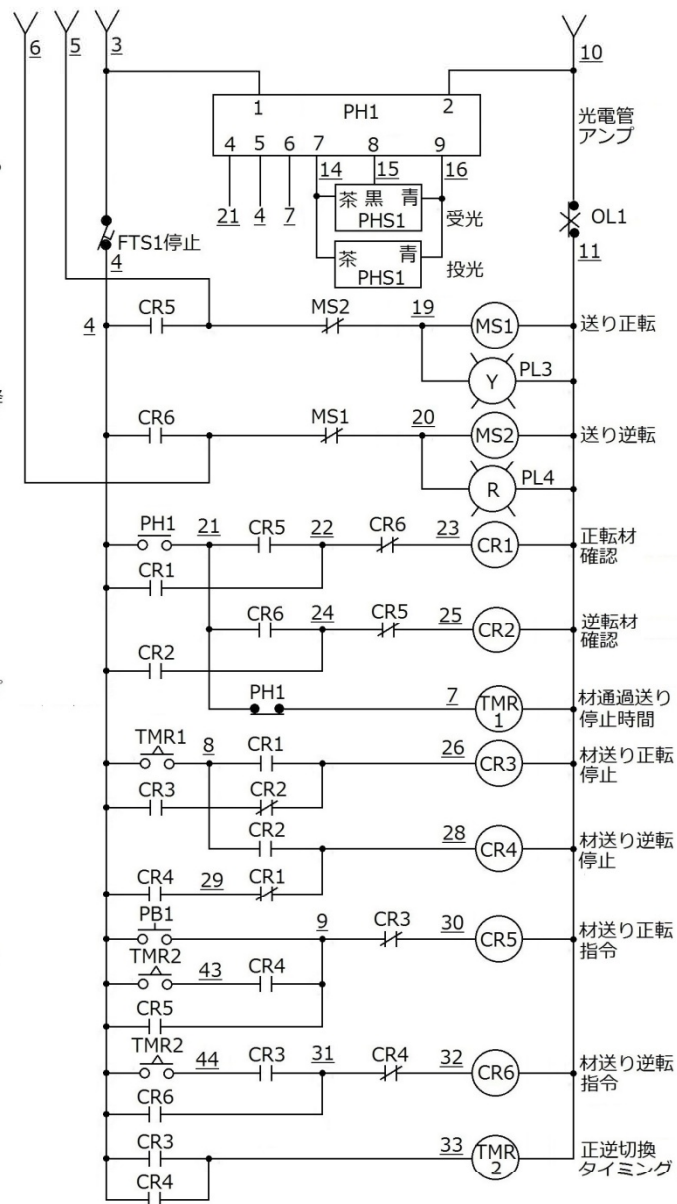 6 5 3 10
1 PH1 2
4 5 6 7 8 9
光電管
アンプ
14 15 16
茶 黒 青
PHS1
受光
21 4 7
OL1
FTS1停止
茶 青
PHS1
投光
4
11
4 CR5 MS2 19 MS1 送り正転
Y PL3
CR6 MS1 20 MS2 送り逆転
R PL4
PH1 21 CR5 22 CR6 23 CR1 正転材
確認
CR1
CR6 24 CR5 25 CR2 逆転材
確認
CR2
PH1 7 TMR
1
材通過送り
停止時間
TMR1 8 CR1 26 CR3 材送り正転
停止
CR3 CR2
CR2 28 CR4 材送り逆転
停止
CR4 29 CR1
PB1 9 CR3 30 CR5 材送り正転
指令
TMR2 43 CR4
CR5
TMR2 44 CR3 31 CR4 32 CR6 材送り逆転
指令
CR6
CR3 33 TMR
2
正逆切換
タイミング
CR4